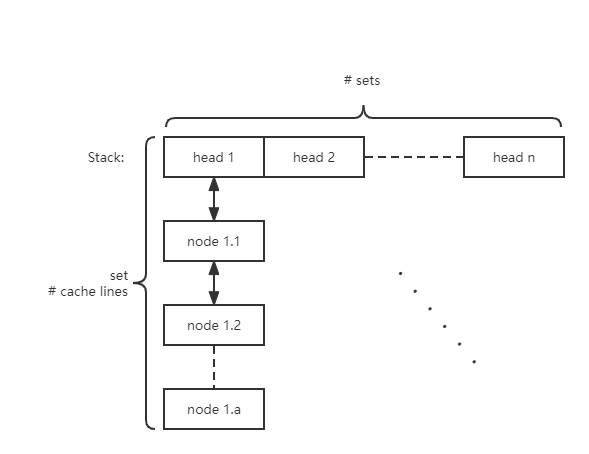 # sets
Stack:
head 1
head 2
head n
node 1.1
set
# cache lines
node 1.2
node 1.a